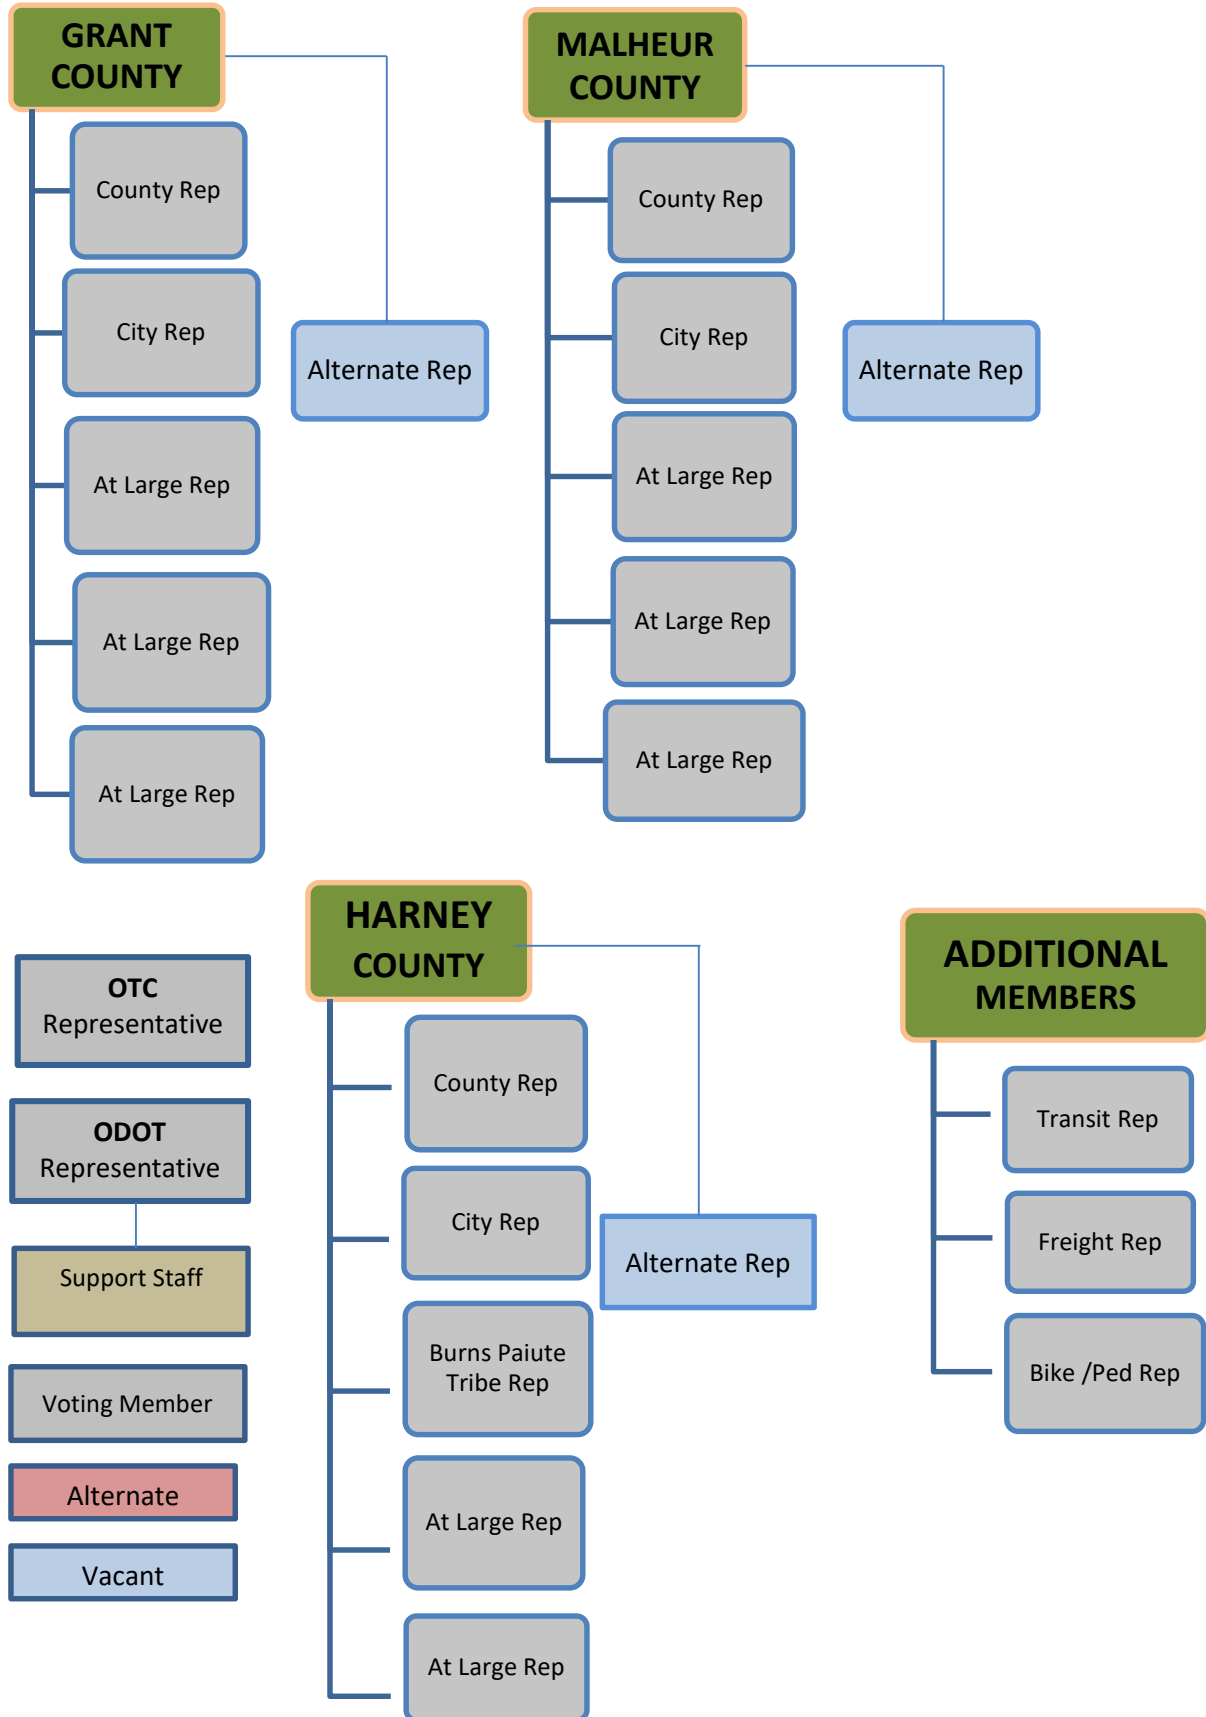 GRANT
COUNTY
County Rep
City Rep
Alternate Rep
At Large Rep
At Large Rep
At Large Rep
MALHEUR
COUNTY
County Rep
City Rep
Alternate Rep
At Large Rep
At Large Rep
At Large Rep
OTC
Representative
ODOT
Representative
Support Staff
Voting Member
Alternate
Vacant
HARNEY
COUNTY
County Rep
City Rep
Alternate Rep
Burns Paiute
Tribe Rep
At Large Rep
At Large Rep
ADDITIONAL
MEMBERS
Transit Rep
Freight Rep
Bike /Ped Rep